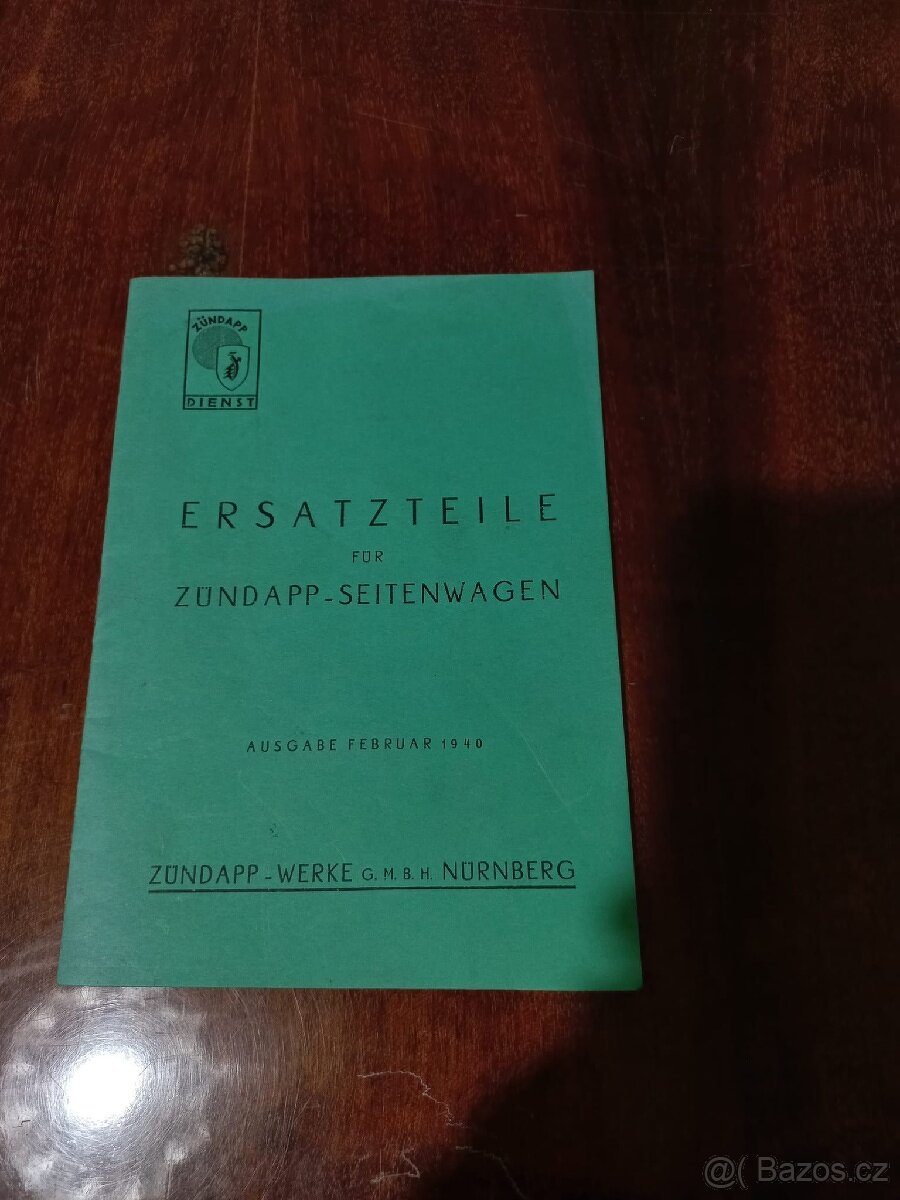 ZÜNDAPP
DIENST
ERSATZTEILE
FÜR
ZÜNDAPP-SEITENWAGEN
AUSGABE FEBRUAR 1940
ZÜNDAPP-WERKE G.M.B.H. NÜRNBERG
@( Bazos.cz